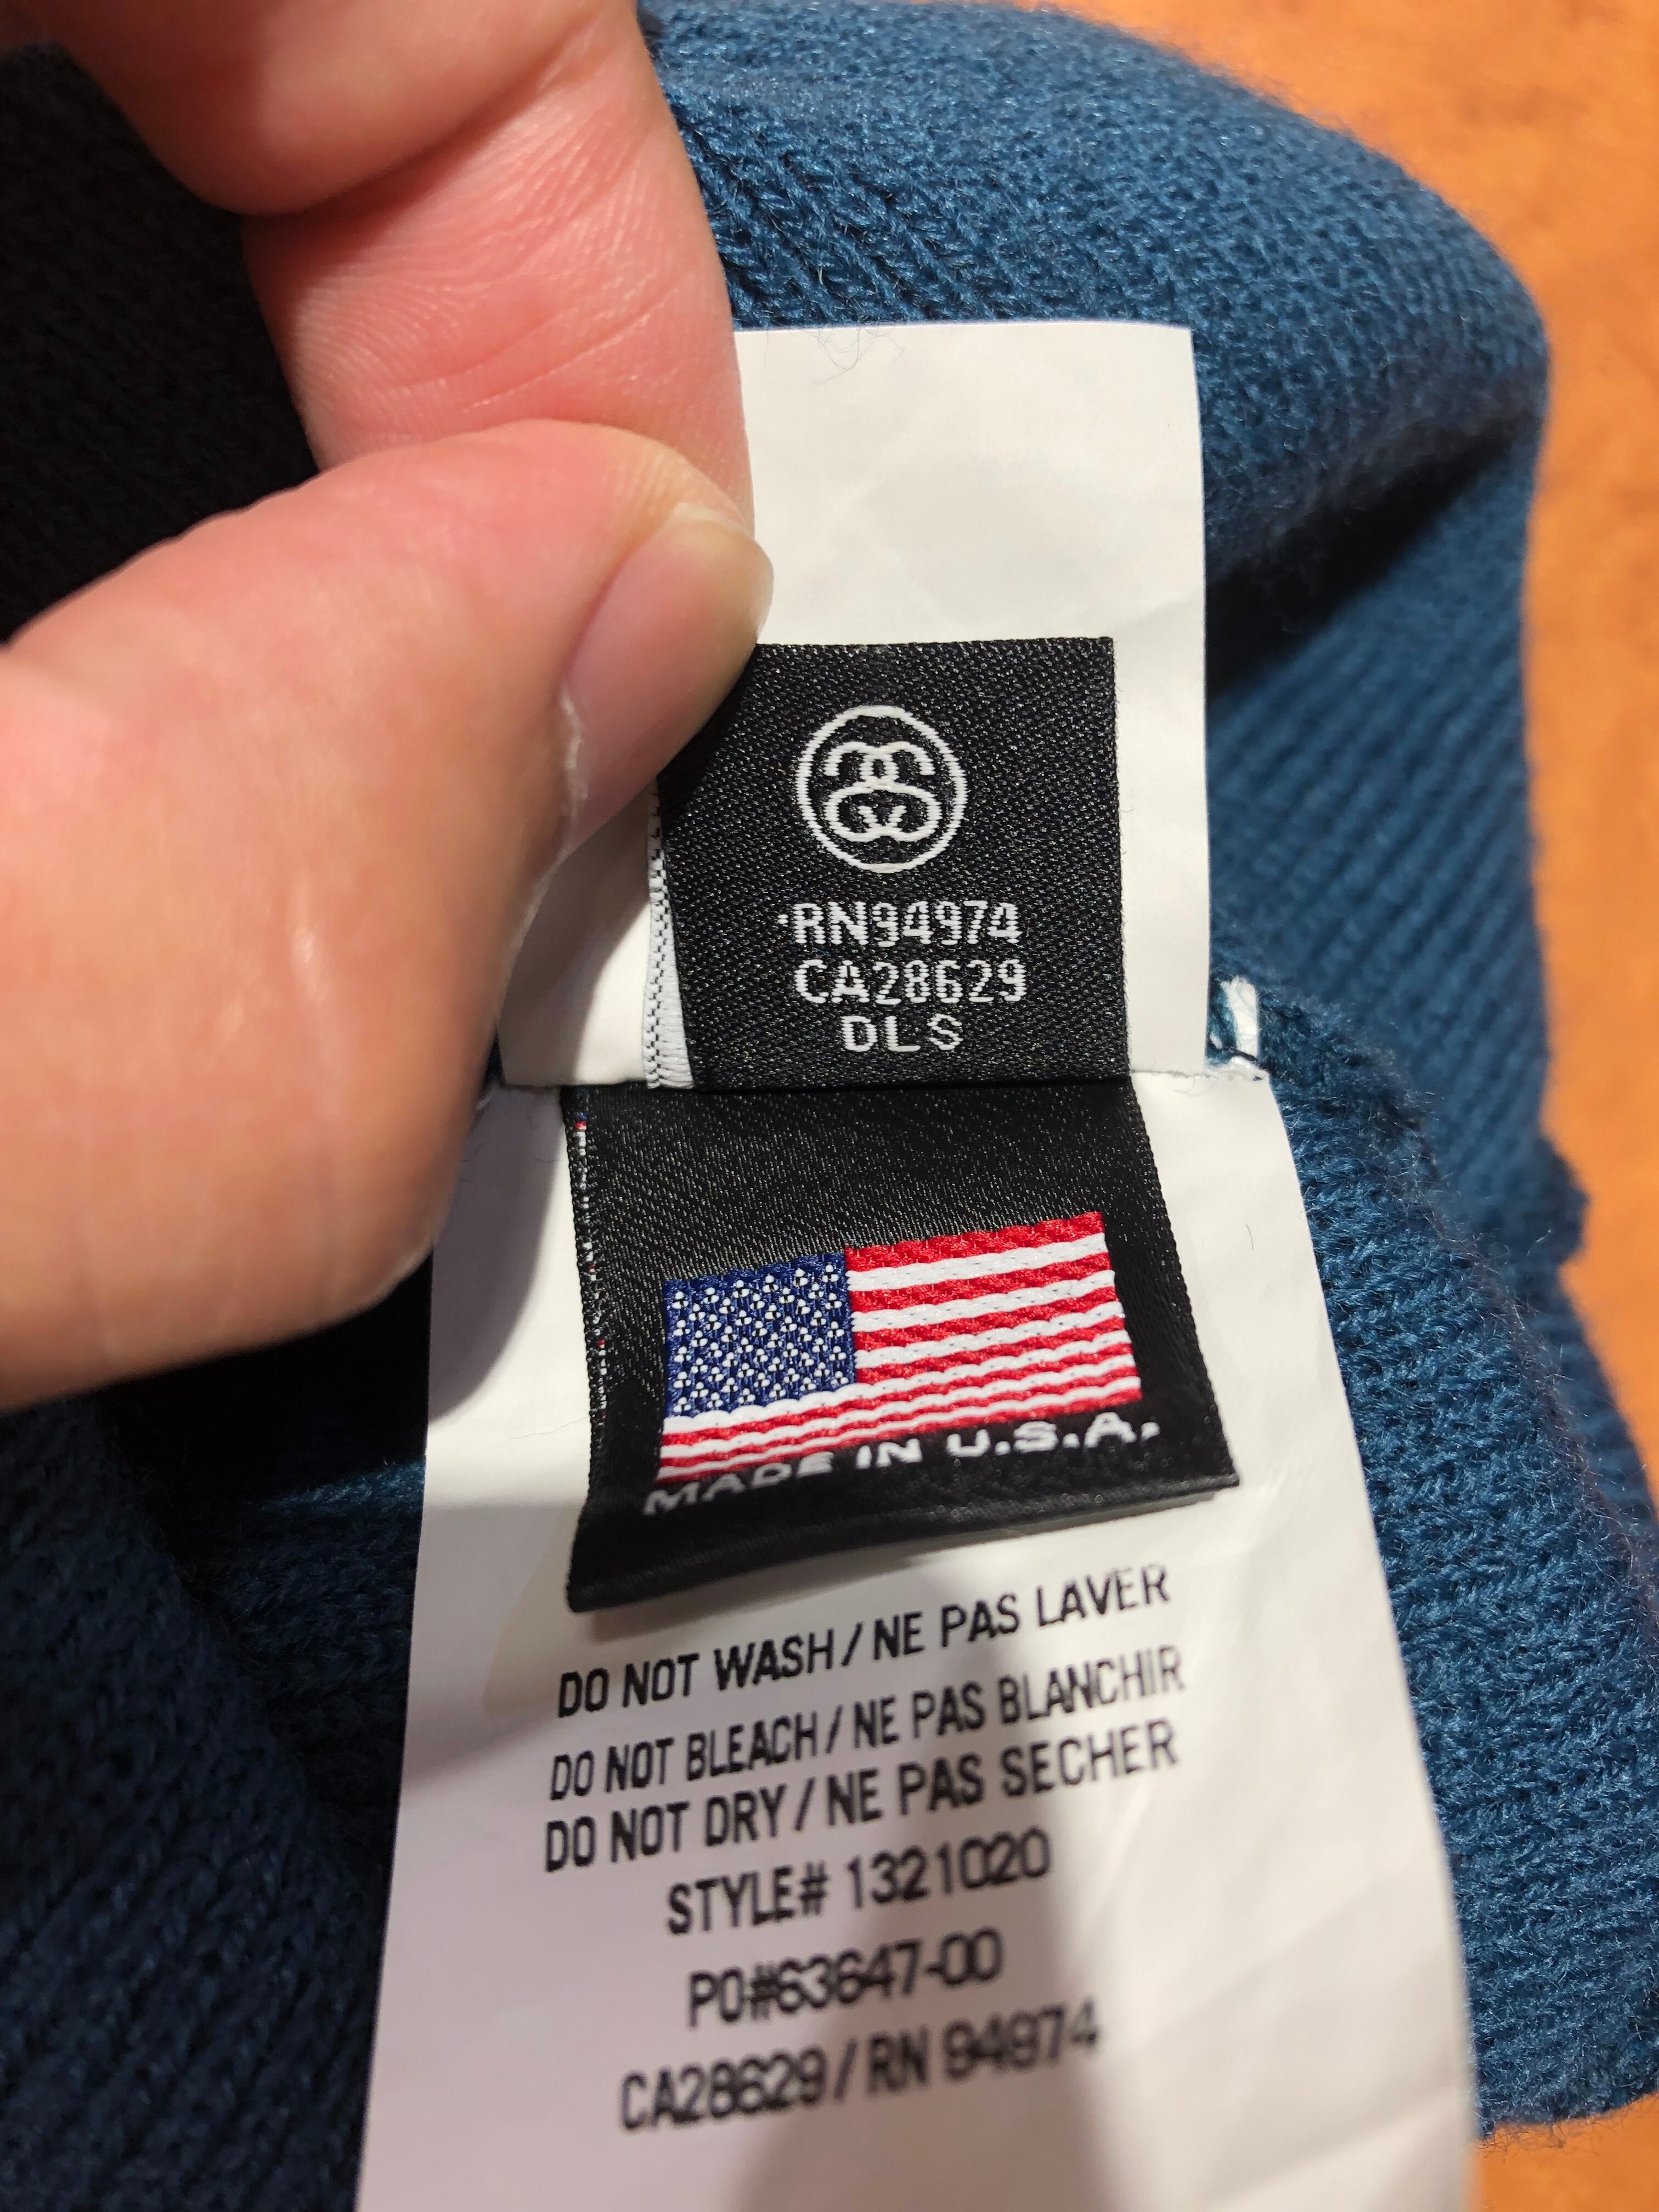 RN94974
CA28629
DLS
MADE IN U.S.A.
DO NOT WASH / NE PAS LAVER
DO NOT BLEACH / NE PAS BLANCHIR
DO NOT DRY / NE PAS SECHER
STYLE# 1321020
PO#63647-00
CA28629 / RN 94974